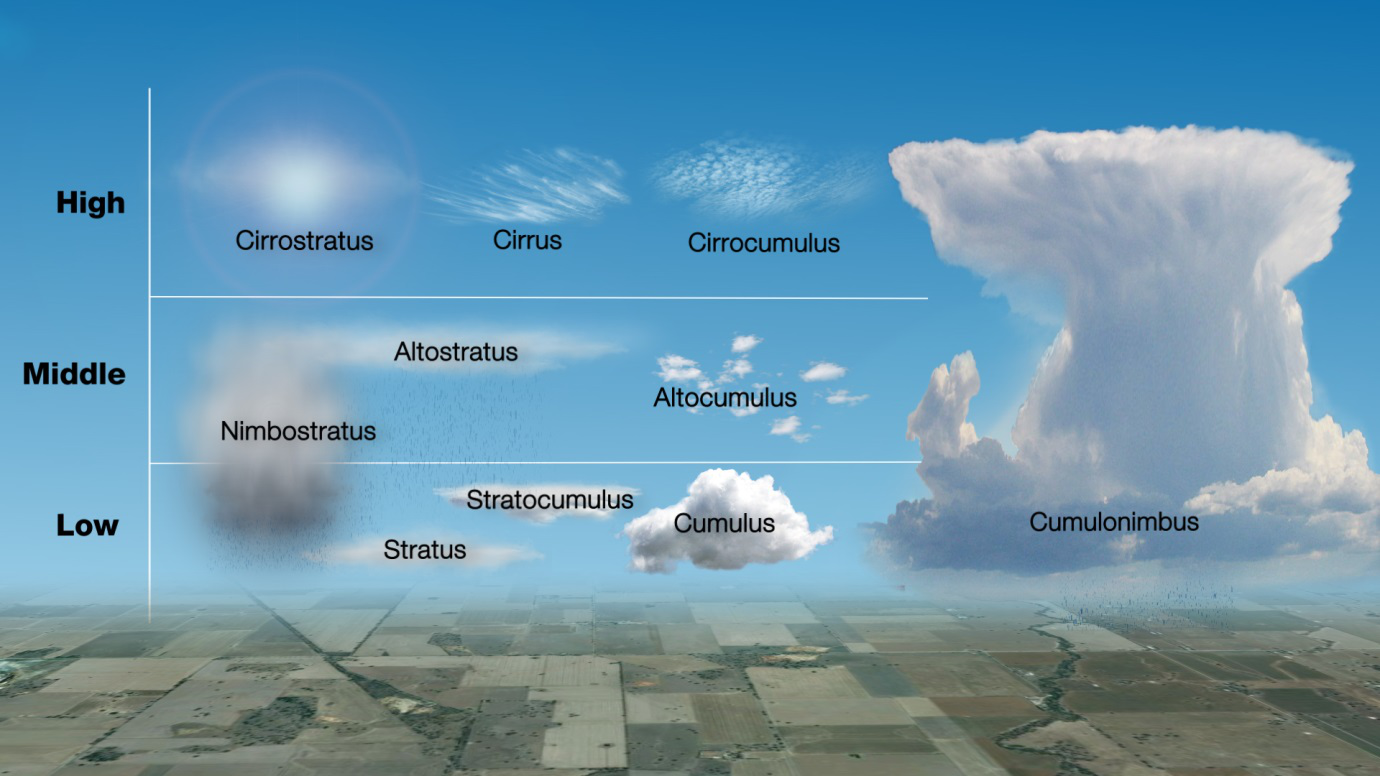 High
Cirrostratus
Cirrus
Cirrocumulus
Middle
Altostratus
Altocumulus
Nimbostratus
Low
Stratocumulus
Cumulus
Cumulonimbus
Stratus